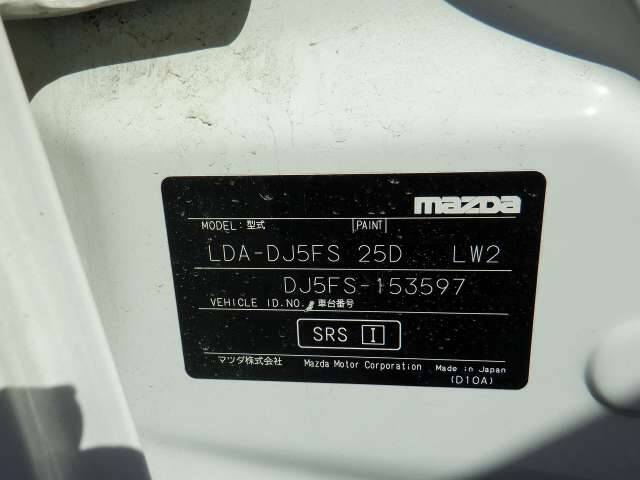 mazda
MODEL:型式 PAINT
LDA-DJ5FS 25D LW2
DJ5FS-153597
VEHICLE ID.NO. 車台番号
SRS I
マツダ株式会社 Mazda Motor Corporation Made in Japan
(D10A)